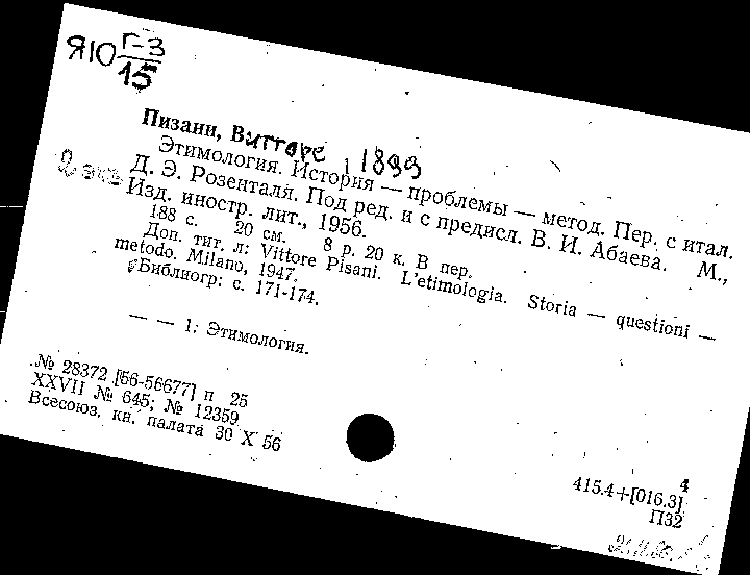 Я10 Г-3
15
Пизани, Витторе, 1899
Этимология. История — проблемы — метод. Пер. с итал.
2 экз Д. Э. Розенталя. Под ред. и с предисл. В. И. Абаева. М.,
Изд. иностр. лит., 1956.
188 с. 20 см. 8 р. 20 к. В пер.
Доп. тит. л: Vittore Pisani. L'etimologia. Storia — questioni —
metodo. Milano, 1947.
Библиогр: с. 171-174.
— — 1. Этимология.
№ 28372 [56-56677] п 25
XXVII № 645; № 12359
Всесоюз. кн. палата 30 X 56
4
415.4+[016.3]
П32